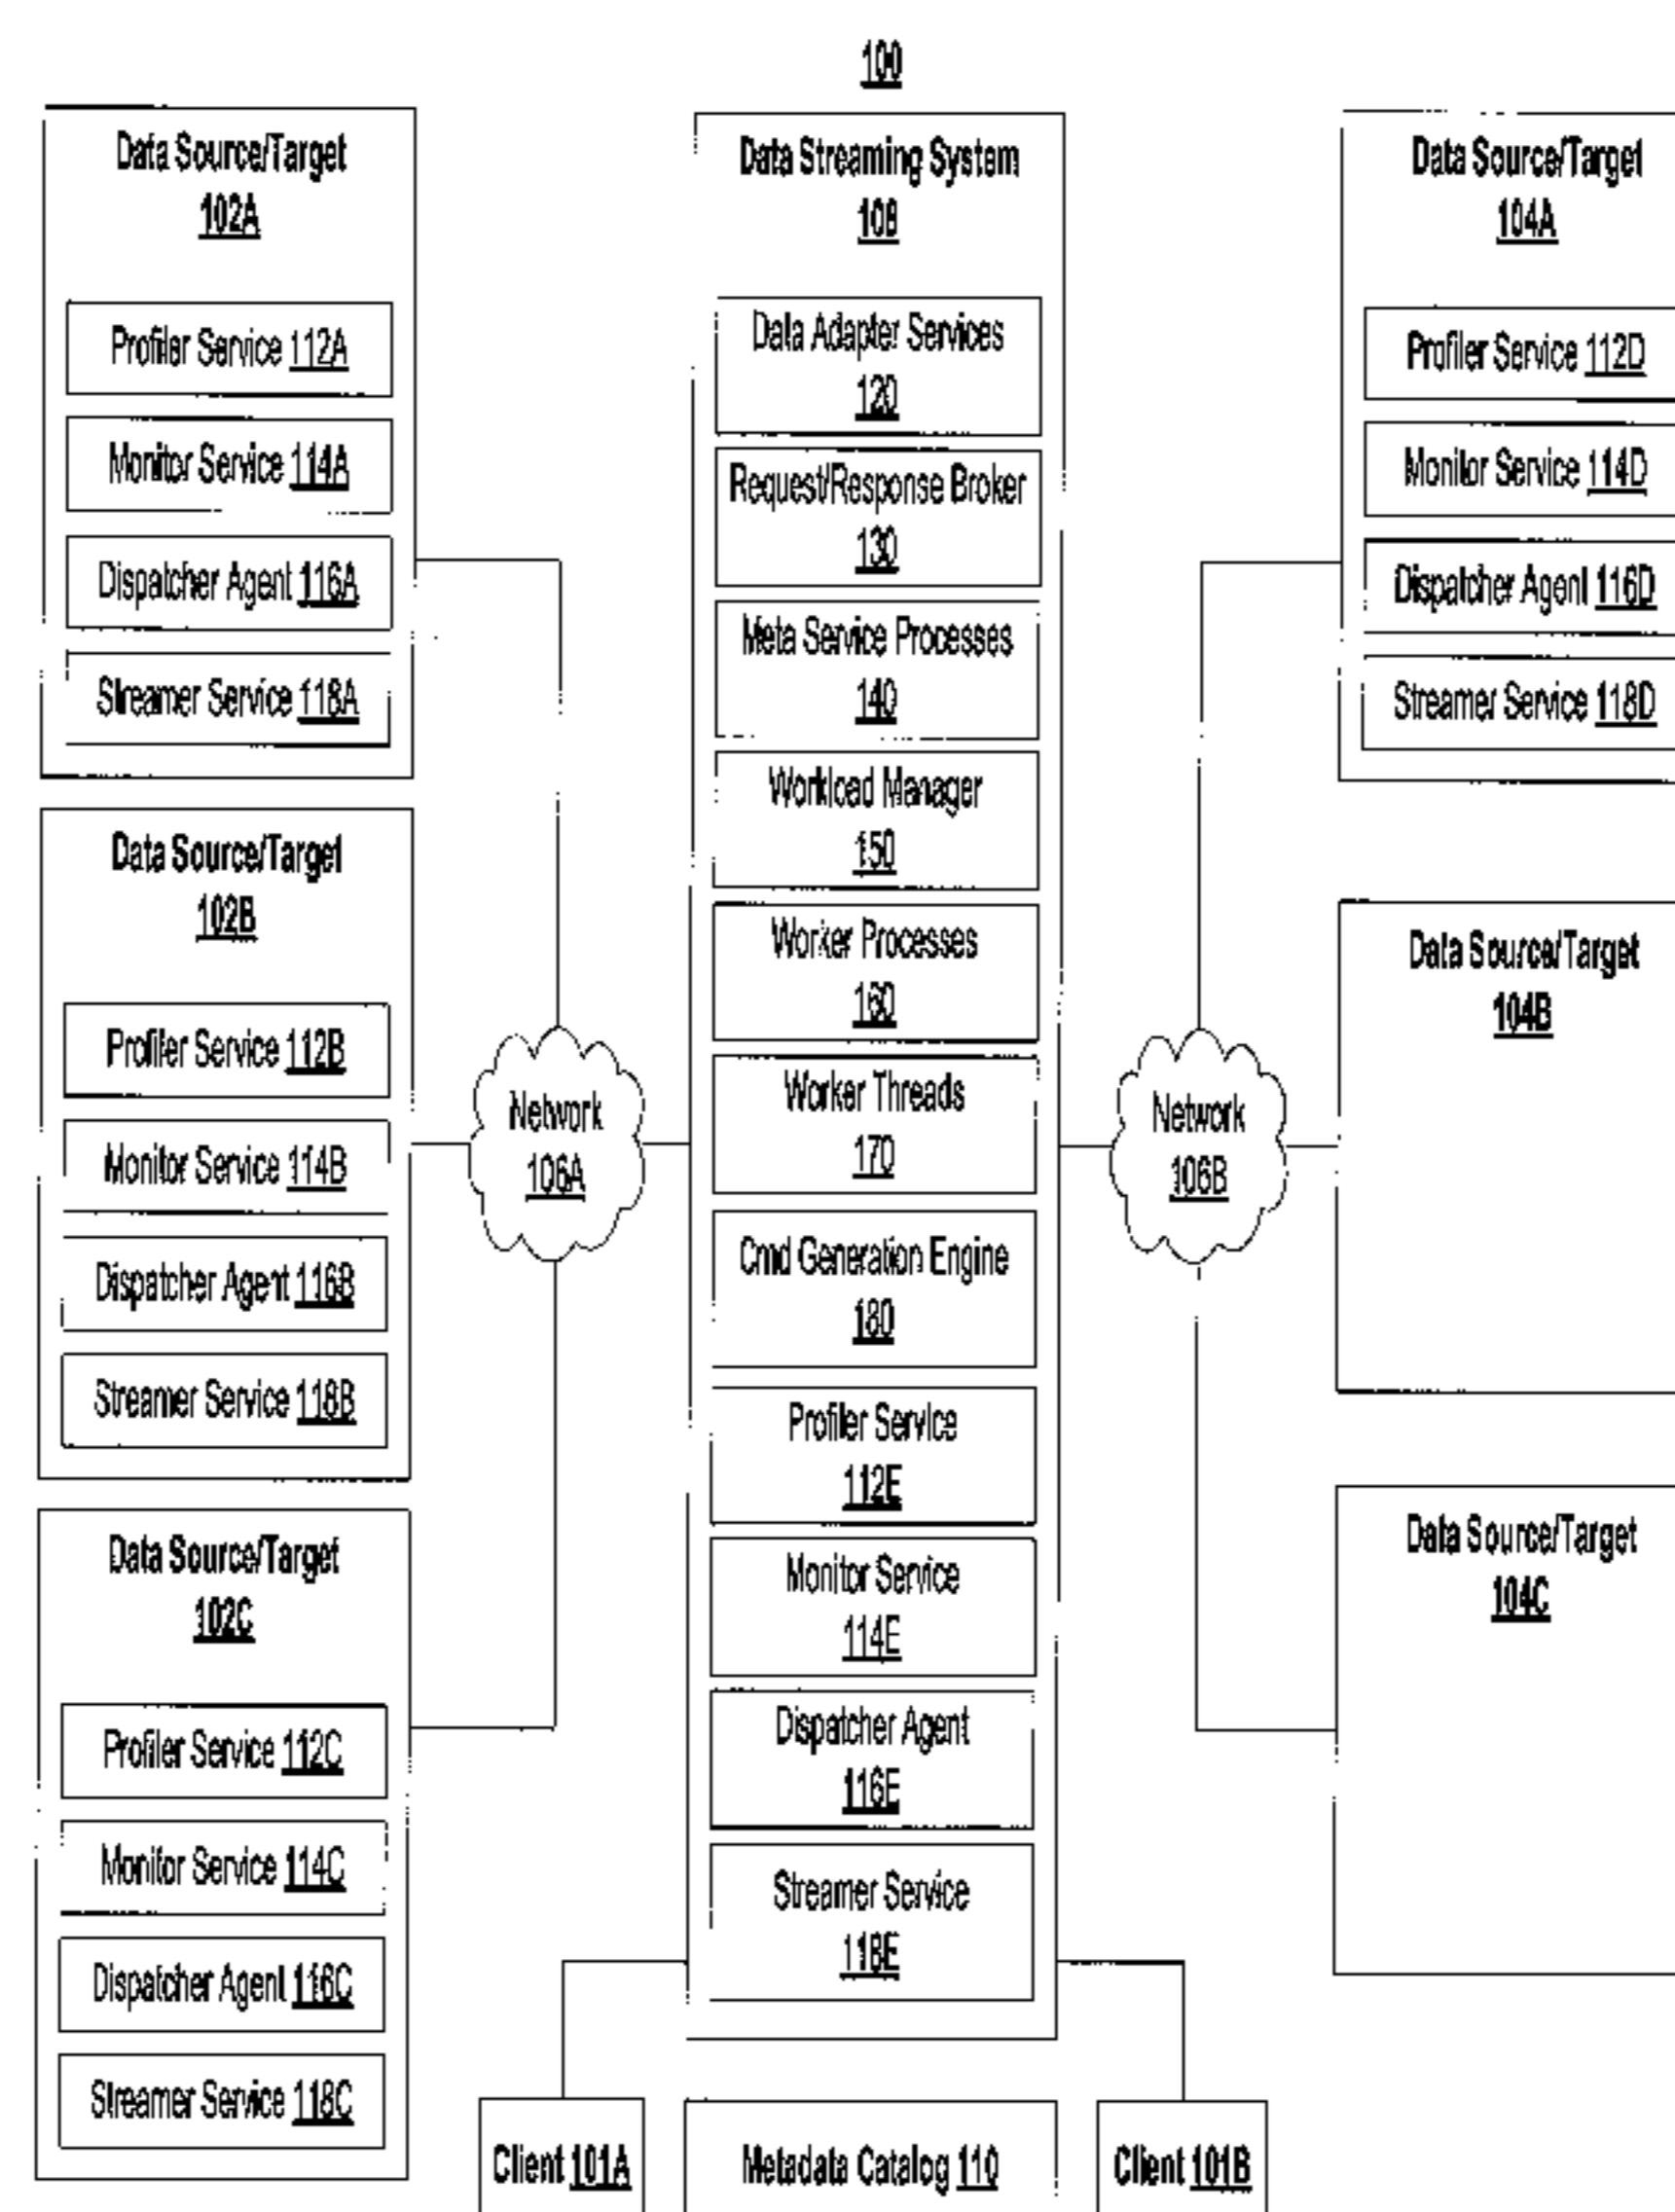 100
Data Source/Target
102A
Profiler Service 112A
Monitor Service 114A
Dispatcher Agent 116A
Streamer Service 118A
Data Source/Target
102B
Profiler Service 112B
Monitor Service 114B
Dispatcher Agent 116B
Streamer Service 118B
Data Source/Target
102C
Profiler Service 112C
Monitor Service 114C
Dispatcher Agent 116C
Streamer Service 118C
Network
106A
Data Streaming System
108
Data Adapter Services
120
Request/Response Broker
130
Meta Service Processes
140
Workload Manager
150
Worker Processes
160
Worker Threads
170
Cmd Generation Engine
180
Profiler Service
112E
Monitor Service
114E
Dispatcher Agent
116E
Streamer Service
118E
Network
106B
Data Source/Target
104A
Profiler Service 112D
Monitor Service 114D
Dispatcher Agent 116D
Streamer Service 118D
Data Source/Target
104B
Data Source/Target
104C
Client 101A
Metadata Catalog 110
Client 101B